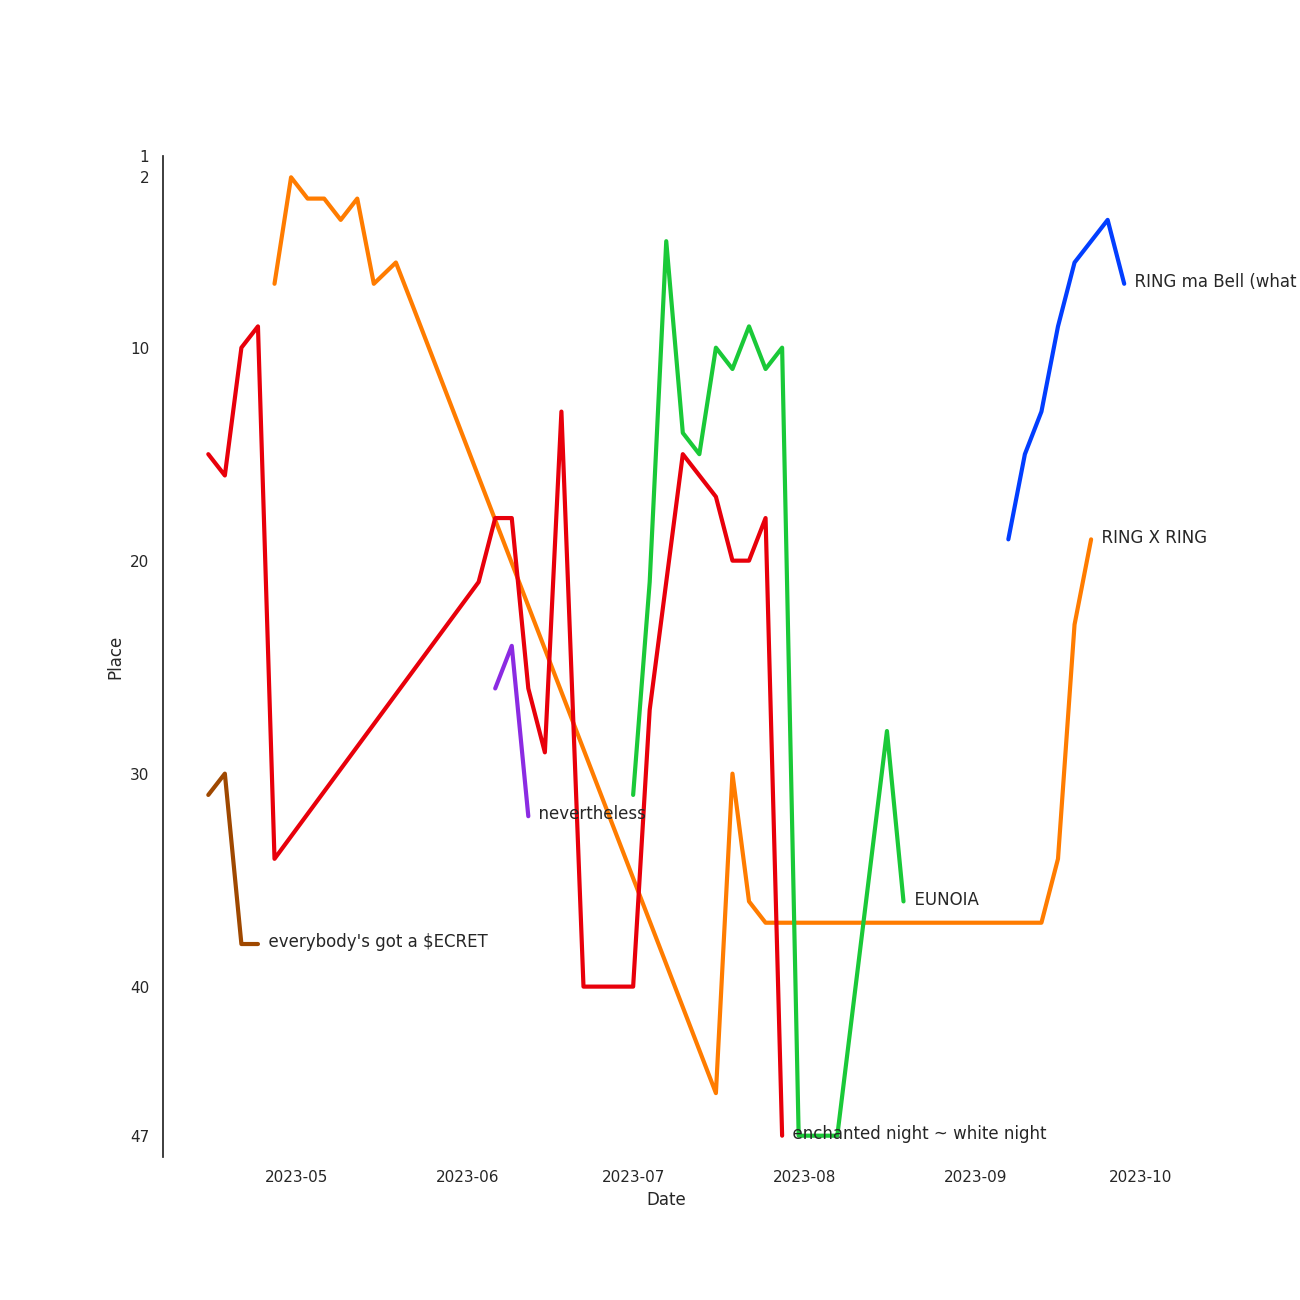 1
2
10
20
30
40
47
Place
RING ma Bell (what
RING X RING
nevertheless
EUNOIA
everybody's got a $ECRET
enchanted night ~ white night
2023-05
2023-06
2023-07
2023-08
2023-09
2023-10
Date